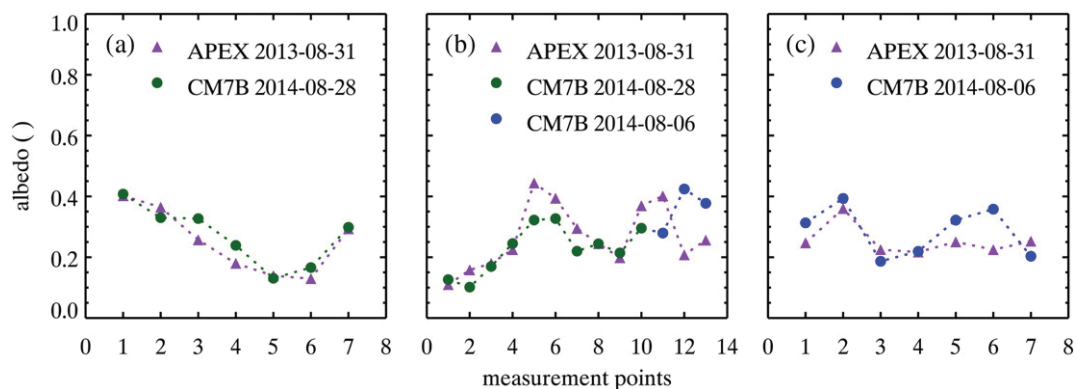 1.0
0.8
0.6
0.4
0.2
0.0
albedo ( )
(a)
APEX 2013-08-31
CM7B 2014-08-28
0 1 2 3 4 5 6 7 8
(b)
APEX 2013-08-31
CM7B 2014-08-28
CM7B 2014-08-06
0 2 4 6 8 10 12 14
measurement points
(c)
APEX 2013-08-31
CM7B 2014-08-06
0 1 2 3 4 5 6 7 8